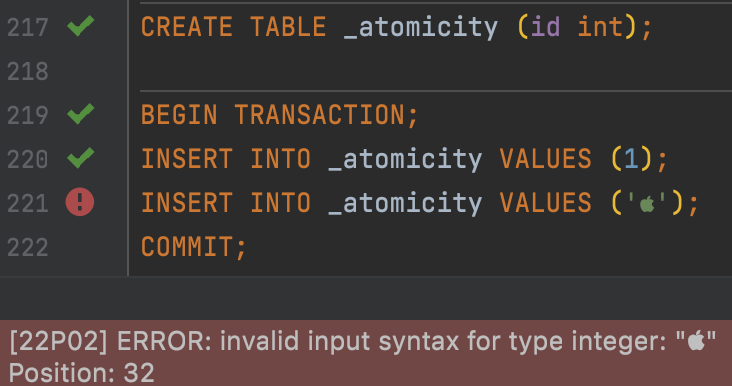 217 CREATE TABLE _atomicity (id int);
218
219 BEGIN TRANSACTION;
220 INSERT INTO _atomicity VALUES (1);
221 INSERT INTO _atomicity VALUES ('');
222 COMMIT;
[22P02] ERROR: invalid input syntax for type integer: ""
Position: 32